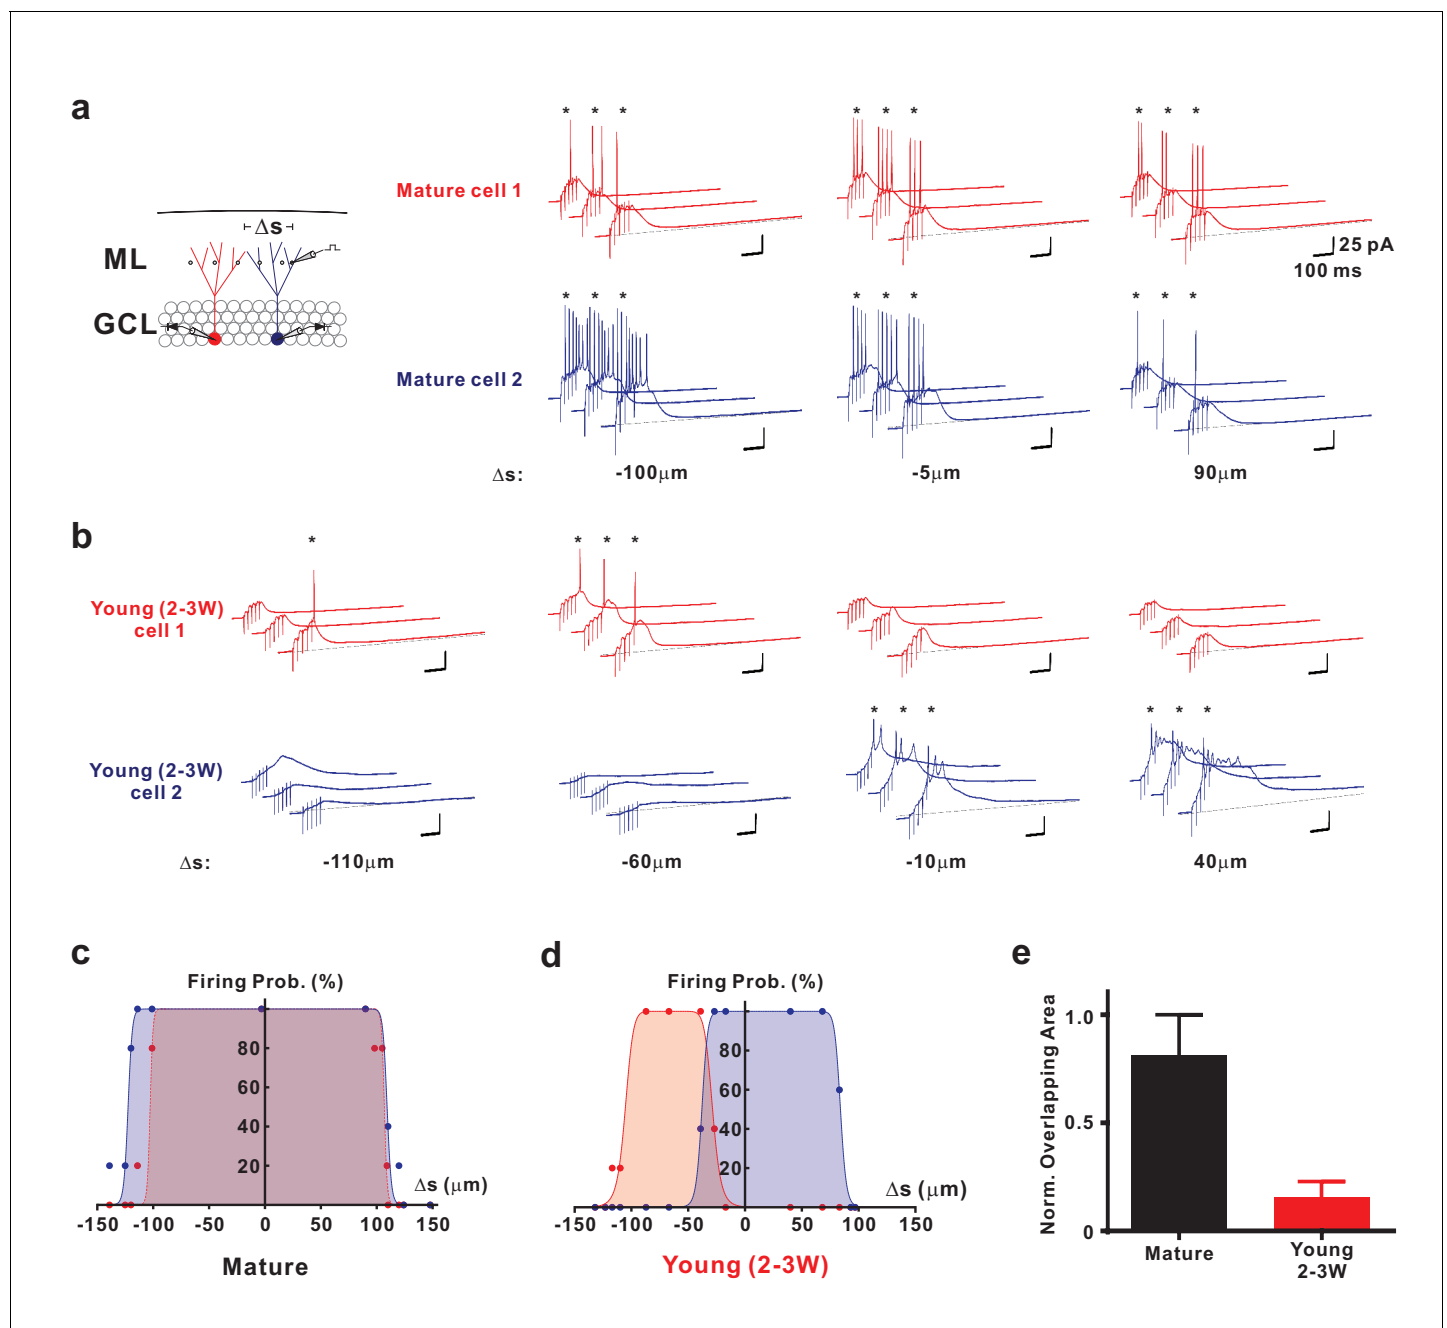 a
* * *
* * *
* * *
Mature cell 1
Δs
ML
GCL
25 pA
100 ms
* * *
* * *
* * *
Mature cell 2
Δs: -100μm -5μm 90μm
b
*
* * *
Young (2-3W)
cell 1
* * *
* * *
Young (2-3W)
cell 2
Δs: -110μm -60μm -10μm 40μm
c
Firing Prob. (%)
80
60
40
20
Δs (μm)
-150 -100 -50 0 50 100 150
Mature
d
Firing Prob. (%)
80
60
40
20
Δs (μm)
-150 -100 -50 0 50 100 150
Young (2-3W)
e
Norm. Overlapping Area
1.0
0.5
0
Mature
Young
2-3W